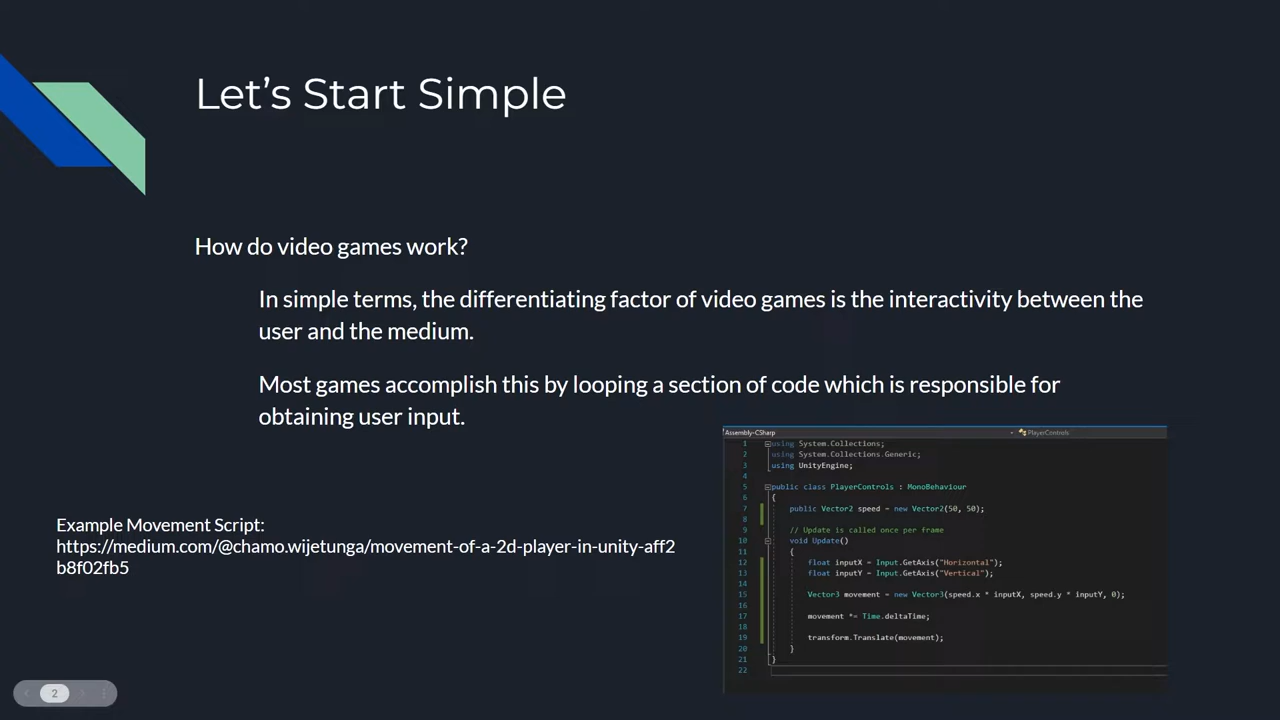 Let's Start Simple
How do video games work?
In simple terms, the differentiating factor of video games is the interactivity between the
user and the medium.
Most games accomplish this by looping a section of code which is responsible for
obtaining user input.
Example Movement Script:
https://medium.com/@chamo.wijetunga/movement-of-a-2d-player-in-unity-aff2
b8f02fb5
Assembly-CSharp PlayerControls
1 using System.Collections;
2 using System.Collections.Generic;
3 using UnityEngine;
4
5 public class PlayerControls : MonoBehaviour
6 {
7 public Vector2 speed = new Vector2(50, 50);
8
9 // Update is called once per frame
10 void Update()
11 {
12 float inputX = Input.GetAxis("Horizontal");
13 float inputY = Input.GetAxis("Vertical");
14
15 Vector3 movement = new Vector3(speed.x * inputX, speed.y * inputY, 0);
16
17 movement *= Time.deltaTime;
18
19 transform.Translate(movement);
20 }
21 }
22
2